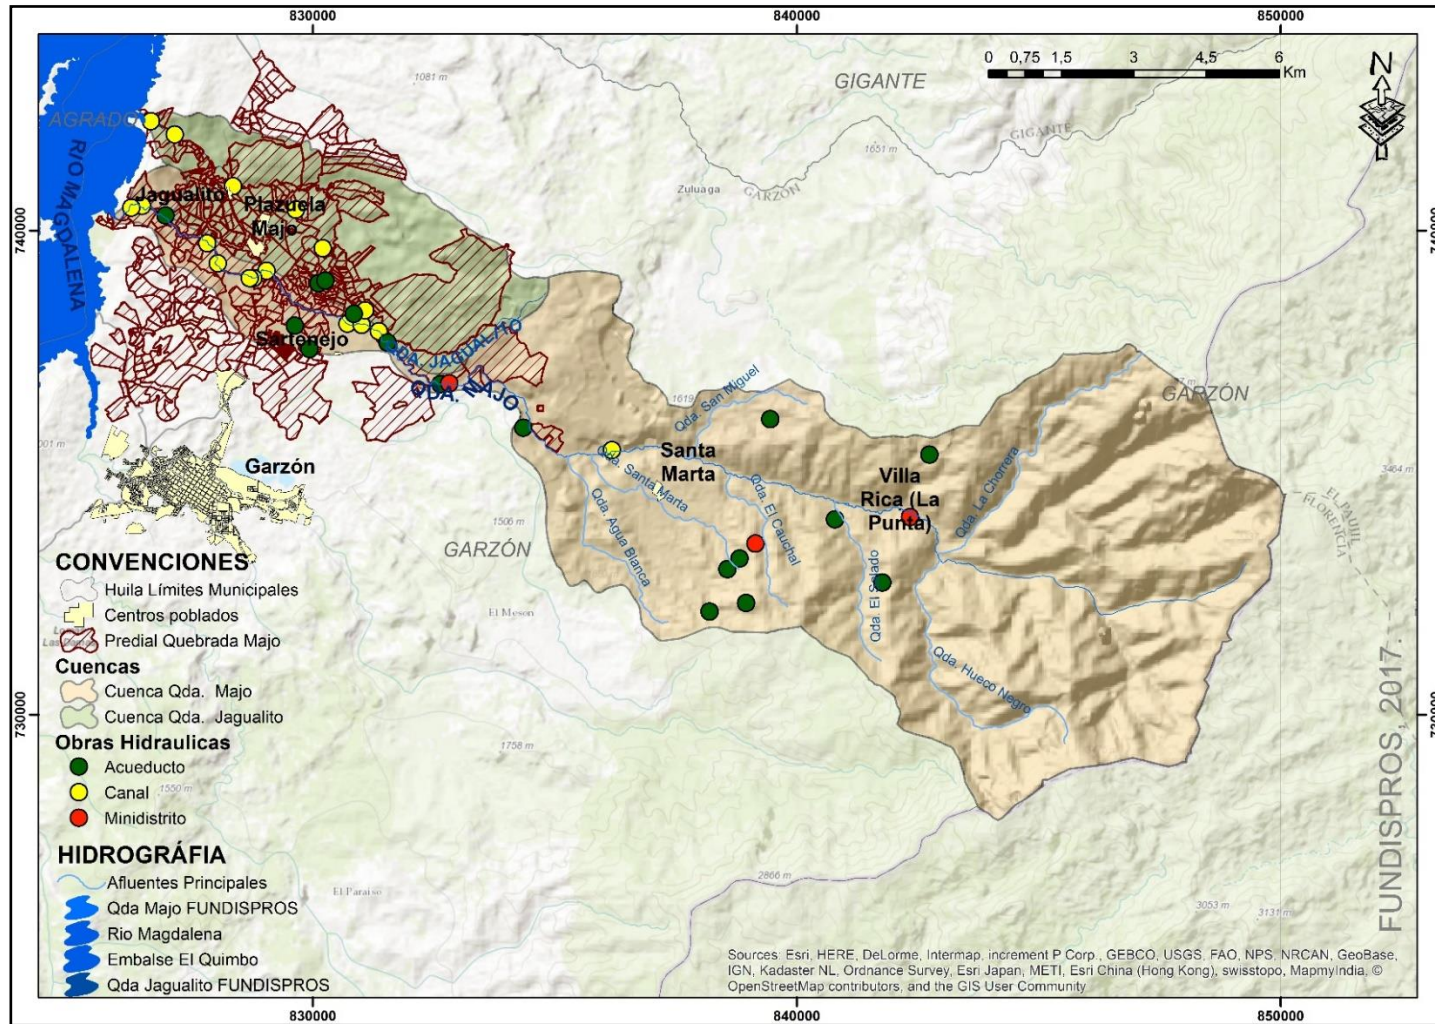 830000
840000
850000
0 0,75 1,5 3 4,5 6
Km
N
GIGANTE
1081 m
AGRADO
GIGANTE
1651 m
Zuluaga
GARZÓN
RIO MAGDALENA
Jagualito
Plazuela
Majo
740000
740000
Sartenejo
QDA. JAGUALITO
QDA. MAJO
1619
Qda. San Miguel
GARZÓN
Garzón
Santa
Marta
Qda. Santa Marta
Villa
Rica (La
Punta)
Qda. La Chorrera
3464 m
EL PAUJIL
FLORENCIA
Qda. Agua Blanca
Qda. El Cauchal
Qda. El Salado
1506 m
GARZÓN
El Meson
Qda. Hueco Negro
CONVENCIONES
Huila Límites Municipales
Centros poblados
Predial Quebrada Majo
Cuencas
Cuenca Qda. Majo
Cuenca Qda. Jagualito
Obras Hidraulicas
Acueducto
Canal
Minidistrito
HIDROGRÁFIA
Afluentes Principales
Qda Majo FUNDISPROS
Rio Magdalena
Embalse El Quimbo
Qda Jagualito FUNDISPROS
730000
730000
1758 m
1550 m
El Paraiso
2866 m
3053 m
3131 m
FUNDISPROS, 2017.
Sources: Esri, HERE, DeLorme, Intermap, increment P Corp., GEBCO, USGS, FAO, NPS, NRCAN, GeoBase,
IGN, Kadaster NL, Ordnance Survey, Esri Japan, METI, Esri China (Hong Kong), swisstopo, MapmyIndia, ©
OpenStreetMap contributors, and the GIS User Community
830000
840000
850000